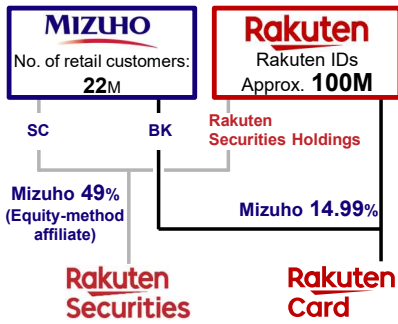 MIZUHO
No. of retail customers:
22M
Rakuten
Rakuten IDs
Approx. 100M
SC
BK
Rakuten
Securities Holdings
Mizuho 49%
(Equity-method
affiliate)
Mizuho 14.99%
Rakuten
Securities
Rakuten
Card